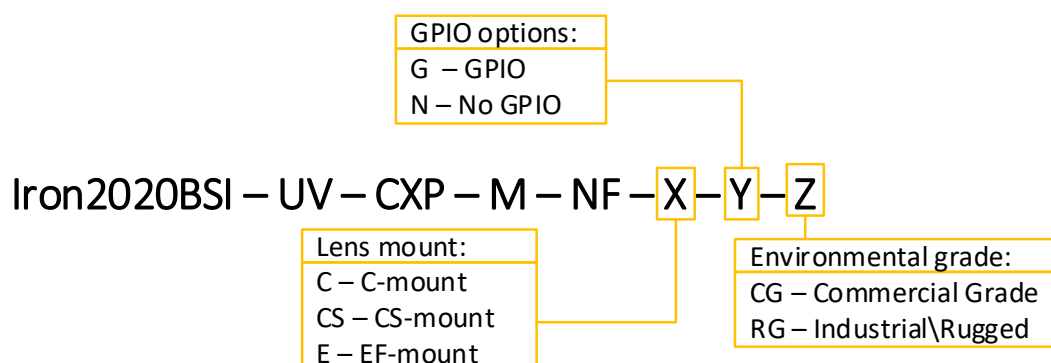 GPIO options:
G – GPIO
N – No GPIO
Iron2020BSI – UV – CXP – M – NF – X – Y – Z
Lens mount:
C – C-mount
CS – CS-mount
E – EF-mount
Environmental grade:
CG – Commercial Grade
RG – Industrial\Rugged